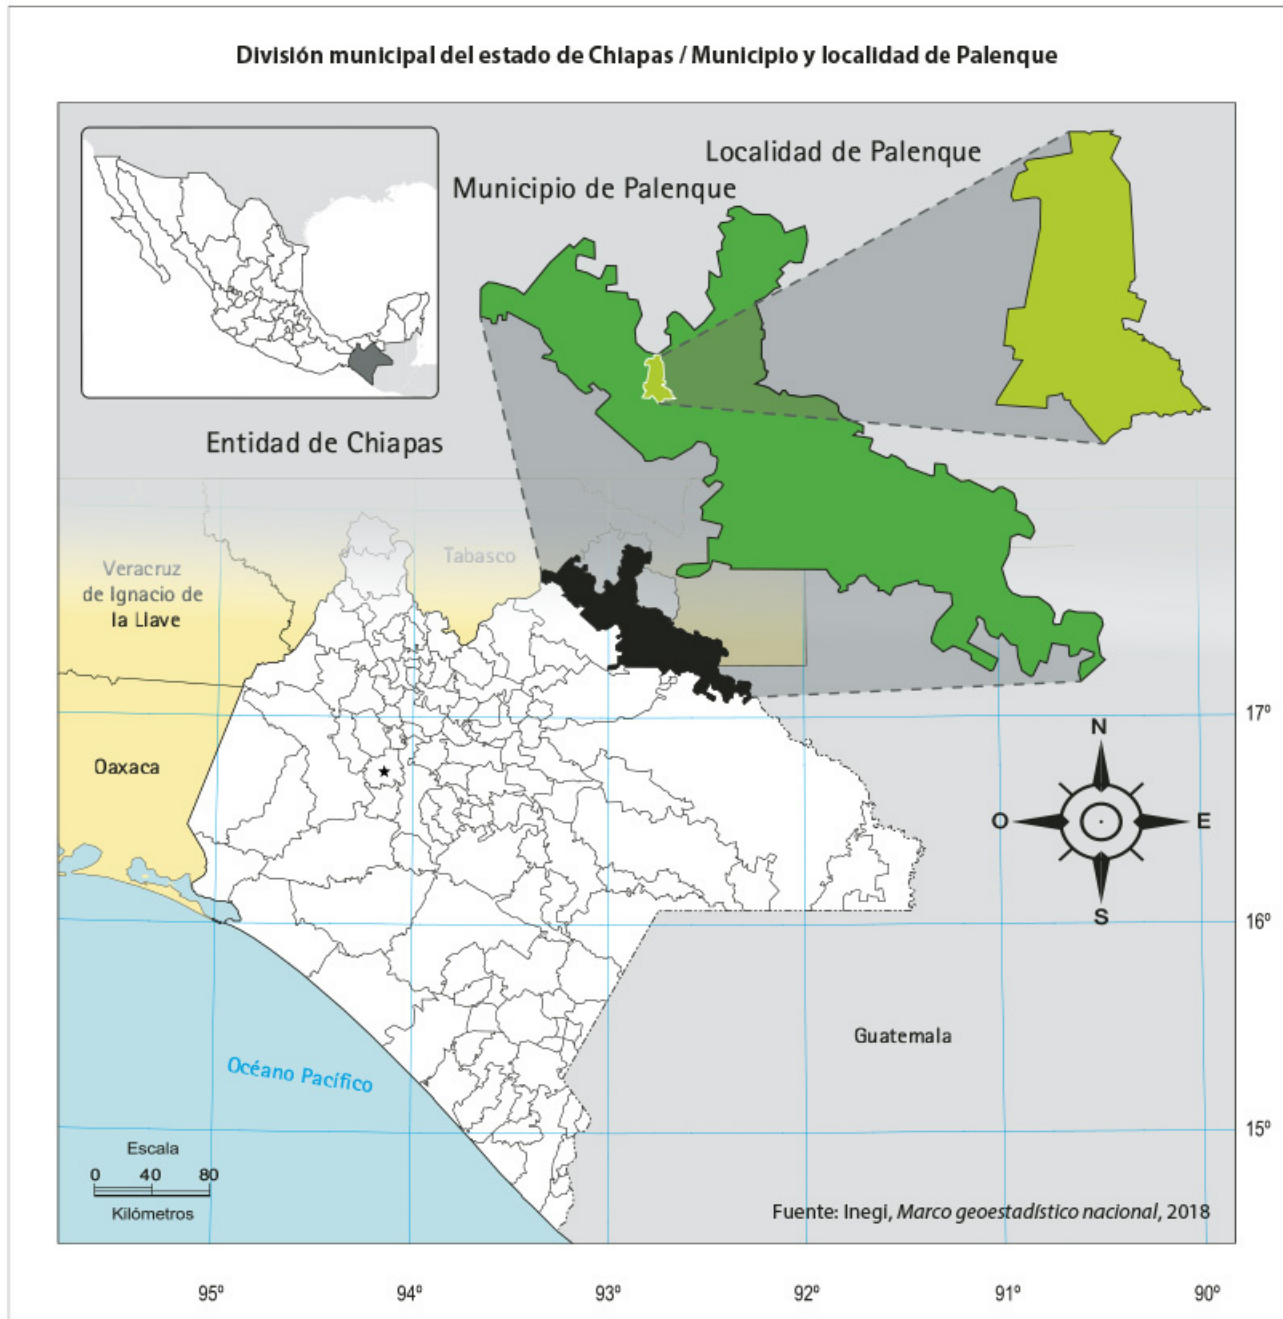 División municipal del estado de Chiapas / Municipio y localidad de Palenque
Localidad de Palenque
Municipio de Palenque
Entidad de Chiapas
Tabasco
Veracruz
de Ignacio de
la Llave
17º
N
Oaxaca
O
E
S
16º
Guatemala
Océano Pacífico
15º
Escala
0 40 80
Kilómetros
Fuente: Inegi, Marco geoestadístico nacional, 2018
95º 94º 93º 92º 91º 90º